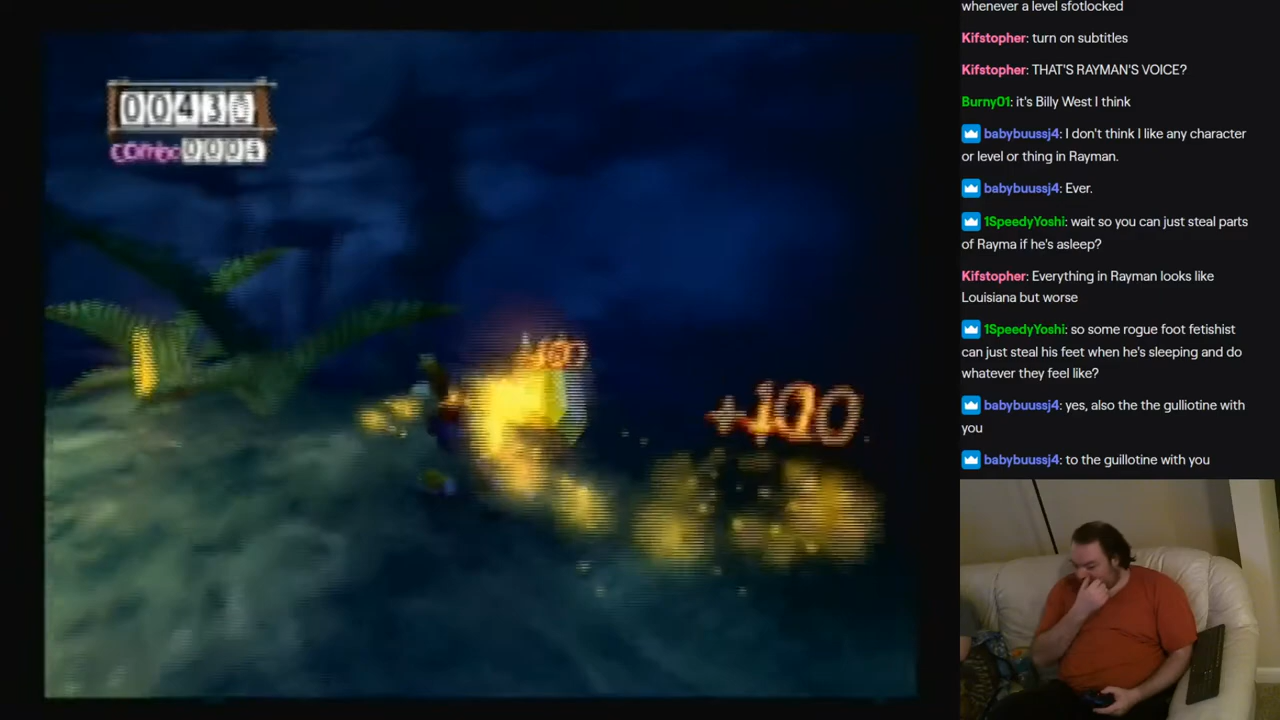 combo
+100
whenever a level sfotlocked
Kifstopher: turn on subtitles
Kifstopher: THAT'S RAYMAN'S VOICE?
Burny01: it's Billy West I think
babybuussj4: I don't think I like any character
or level or thing in Rayman.
babybuussj4: Ever.
1SpeedyYoshi: wait so you can just steal parts
of Rayma if he's asleep?
Kifstopher: Everything in Rayman looks like
Louisiana but worse
1SpeedyYoshi: so some rogue foot fetishist
can just steal his feet when he's sleeping and do
whatever they feel like?
babybuussj4: yes, also the the gulliotine with
you
babybuussj4: to the guillotine with you